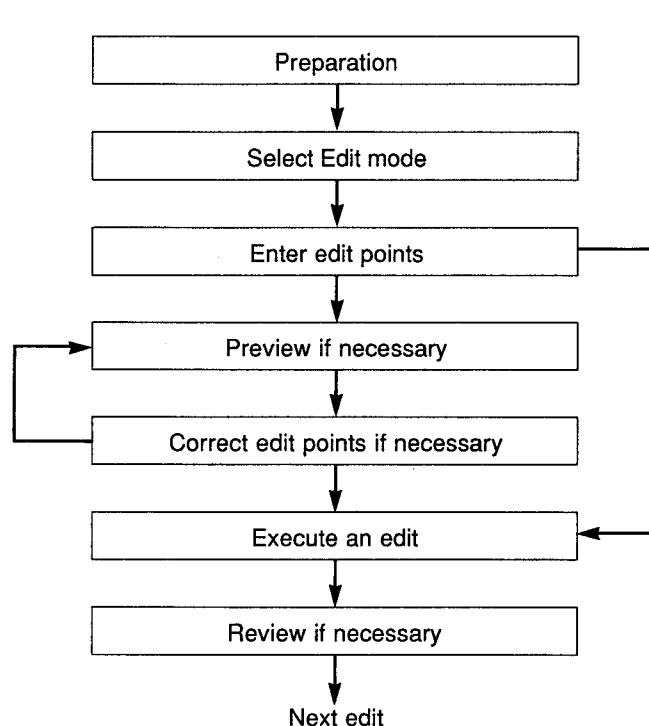 Preparation
Select Edit mode
Enter edit points
Preview if necessary
Correct edit points if necessary
Execute an edit
Review if necessary
Next edit